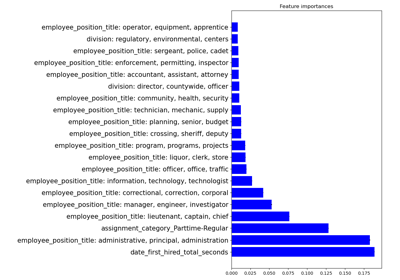 Feature importances
employee_position_title: operator, equipment, apprentice
division: regulatory, environmental, centers
employee_position_title: sergeant, police, cadet
employee_position_title: enforcement, permitting, inspector
employee_position_title: accountant, assistant, attorney
division: director, countywide, officer
employee_position_title: community, health, security
employee_position_title: technician, mechanic, supply
employee_position_title: planning, senior, budget
employee_position_title: crossing, sheriff, deputy
employee_position_title: program, programs, projects
employee_position_title: liquor, clerk, store
employee_position_title: officer, office, traffic
employee_position_title: information, technology, technologist
employee_position_title: correctional, correction, corporal
employee_position_title: manager, engineer, investigator
employee_position_title: lieutenant, captain, chief
assignment_category_Parttime-Regular
employee_position_title: administrative, principal, administration
date_first_hired_total_seconds
0.000 0.025 0.050 0.075 0.100 0.125 0.150 0.175